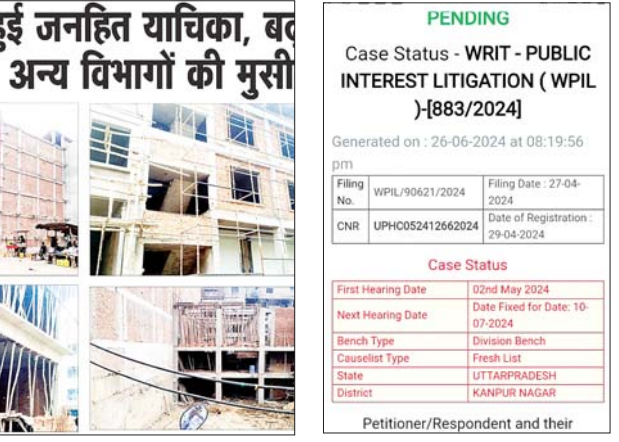 हुई जनहित याचिका,
अन्य विभागों की
PENDING
Case Status - WRIT - PUBLIC
INTEREST LITIGATION ( WPIL
)-[883/2024]
Generated on : 26-06-2024 at 08:19:56
pm
Filing No. WPIL/90621/2024 Filing Date : 27-04-2024
CNR UPHC052412662024 Date of Registration : 29-04-2024
Case Status
First Hearing Date 02nd May 2024
Next Hearing Date Date Fixed for Date: 10-07-2024
Bench Type Division Bench
Causelist Type Fresh List
State UTTARPRADESH
District KANPUR NAGAR
Petitioner/Respondent and their